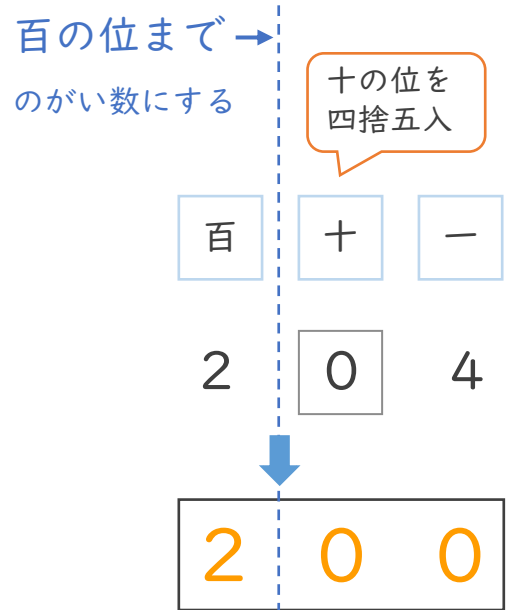 百の位まで
のがい数にする
十の位を
四捨五入
百 十 一
2 0 4
2 0 0